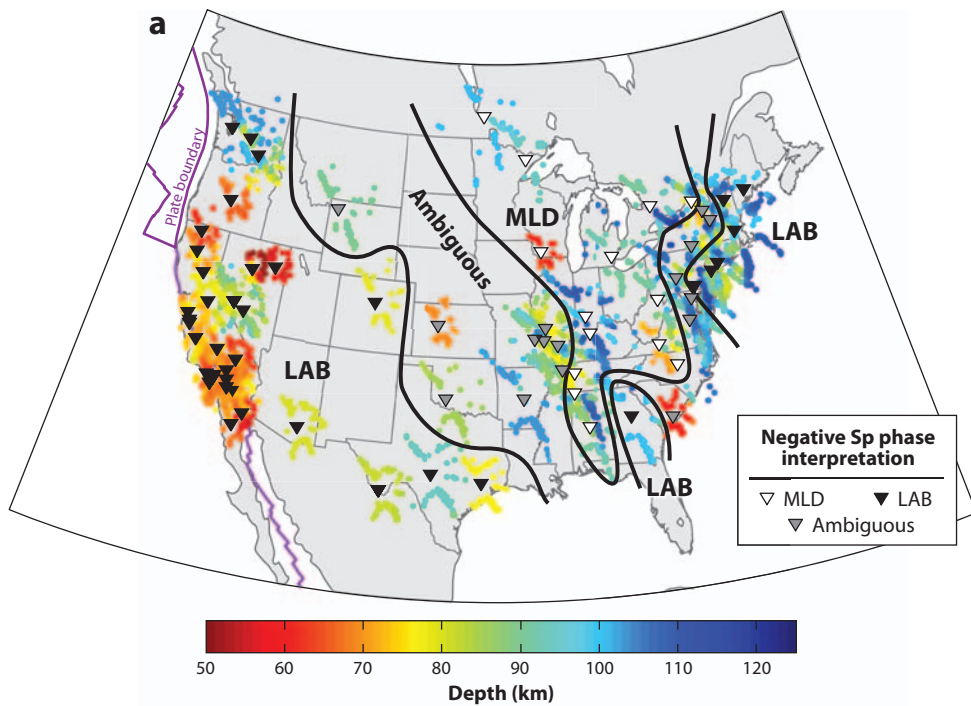 a
Plate boundary
Ambiguous
MLD
LAB
LAB
LAB
Negative Sp phase
interpretation
MLD
LAB
Ambiguous
50 60 70 80 90 100 110 120
Depth (km)